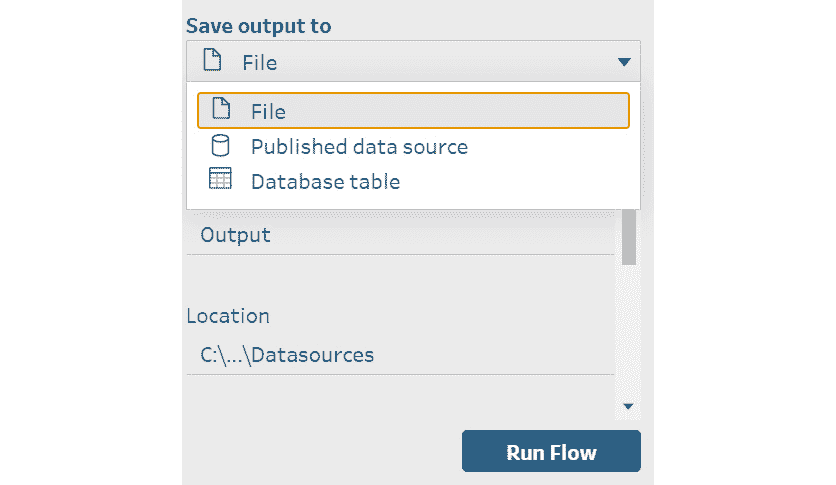 Save output to
File
File
Published data source
Database table
Output
Location
C:\...\Datasources
Run Flow